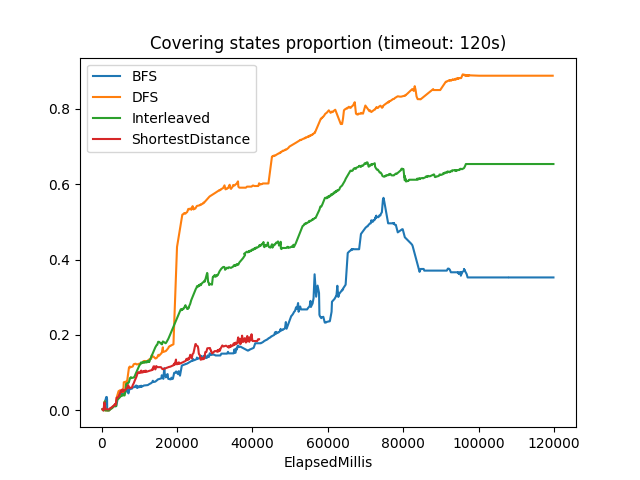 Covering states proportion (timeout: 120s)
BFS
DFS
Interleaved
ShortestDistance
0.8
0.6
0.4
0.2
0.0
0 20000 40000 60000 80000 100000 120000
ElapsedMillis